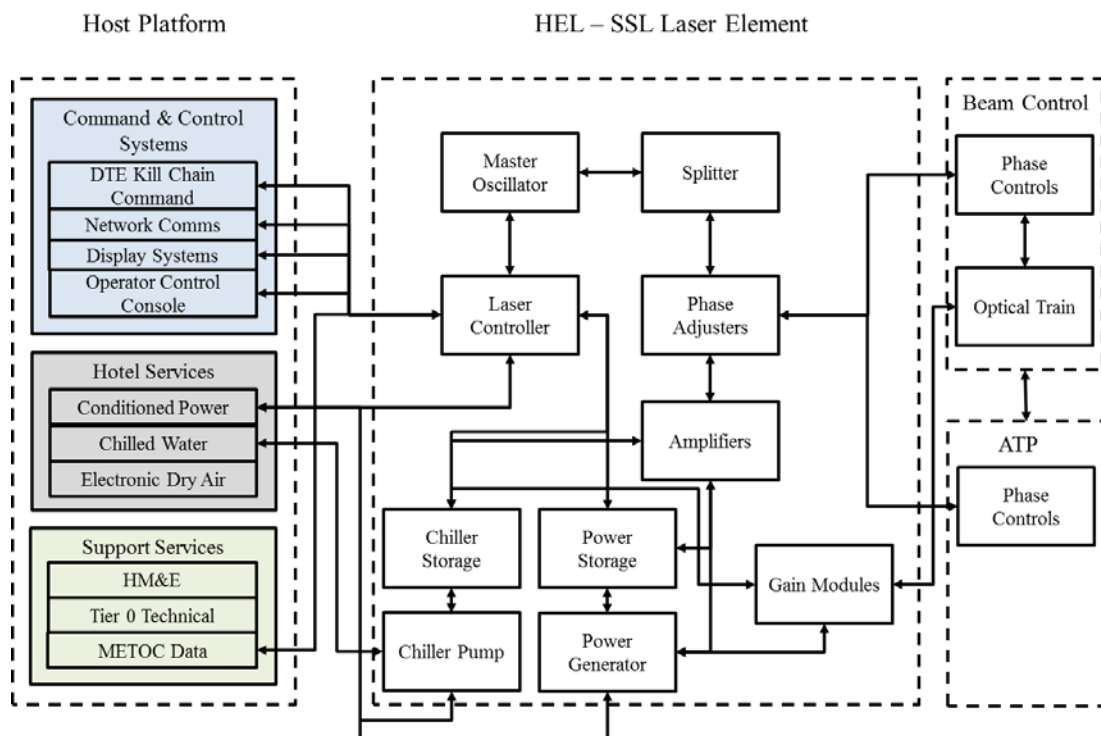 Host Platform
HEL – SSL Laser Element
Command & Control
Systems
DTE Kill Chain
Command
Network Comms
Display Systems
Operator Control
Console
Hotel Services
Conditioned Power
Chilled Water
Electronic Dry Air
Support Services
HM&E
Tier 0 Technical
METOC Data
Master
Oscillator
Splitter
Laser
Controller
Phase
Adjusters
Amplifiers
Chiller
Storage
Power
Storage
Gain Modules
Chiller Pump
Power
Generator
Beam Control
Phase
Controls
Optical Train
ATP
Phase
Controls